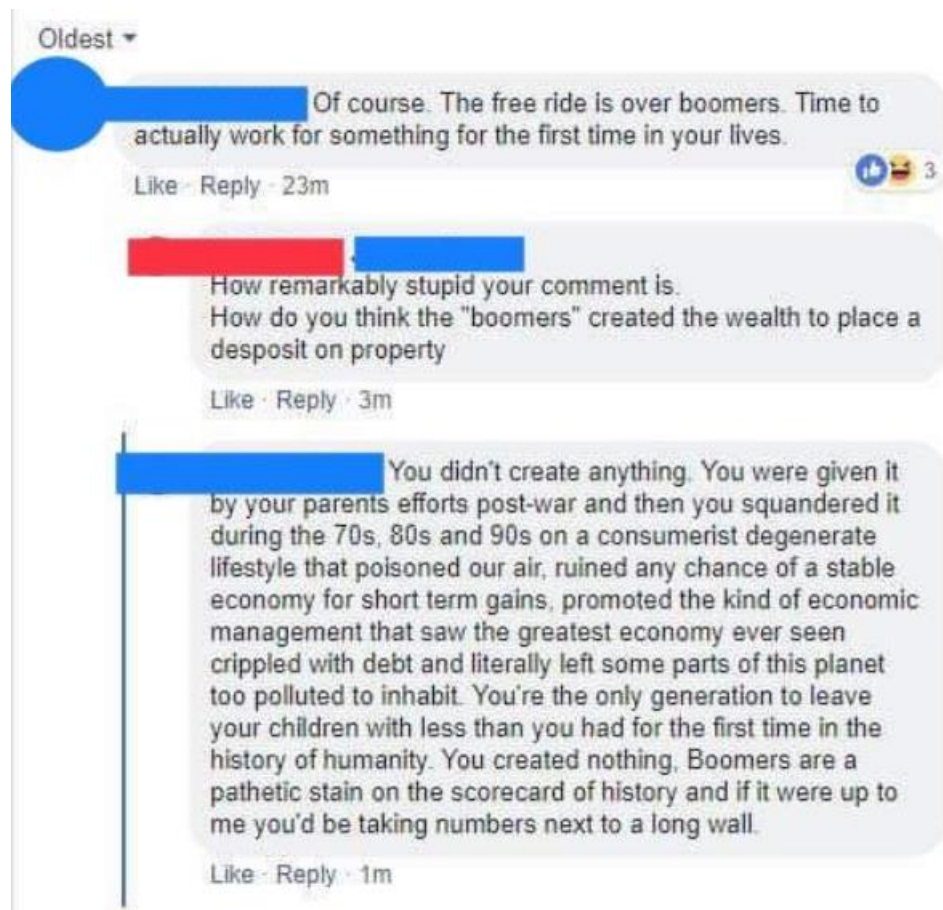 Oldest
Of course. The free ride is over boomers. Time to
actually work for something for the first time in your lives.
Like · Reply · 23m
3
How remarkably stupid your comment is.
How do you think the "boomers" created the wealth to place a
desposit on property
Like · Reply · 3m
You didn't create anything. You were given it
by your parents efforts post-war and then you squandered it
during the 70s, 80s and 90s on a consumerist degenerate
lifestyle that poisoned our air, ruined any chance of a stable
economy for short term gains, promoted the kind of economic
management that saw the greatest economy ever seen
crippled with debt and literally left some parts of this planet
too polluted to inhabit. You're the only generation to leave
your children with less than you had for the first time in the
history of humanity. You created nothing, Boomers are a
pathetic stain on the scorecard of history and if it were up to
me you'd be taking numbers next to a long wall.
Like · Reply · 1m